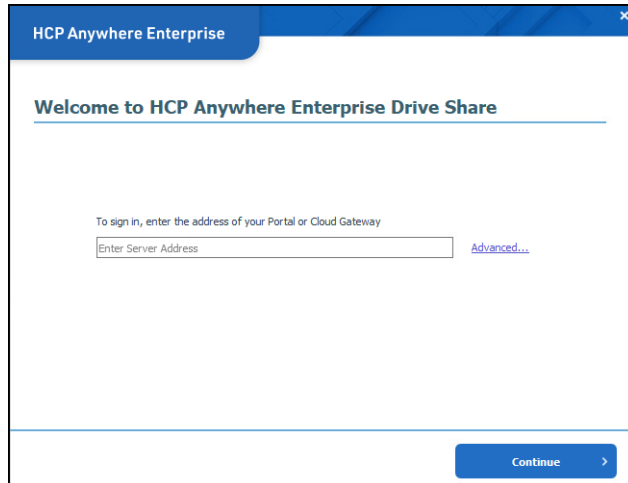 HCP Anywhere Enterprise
Welcome to HCP Anywhere Enterprise Drive Share
To sign in, enter the address of your Portal or Cloud Gateway
Enter Server Address
Advanced...
Continue